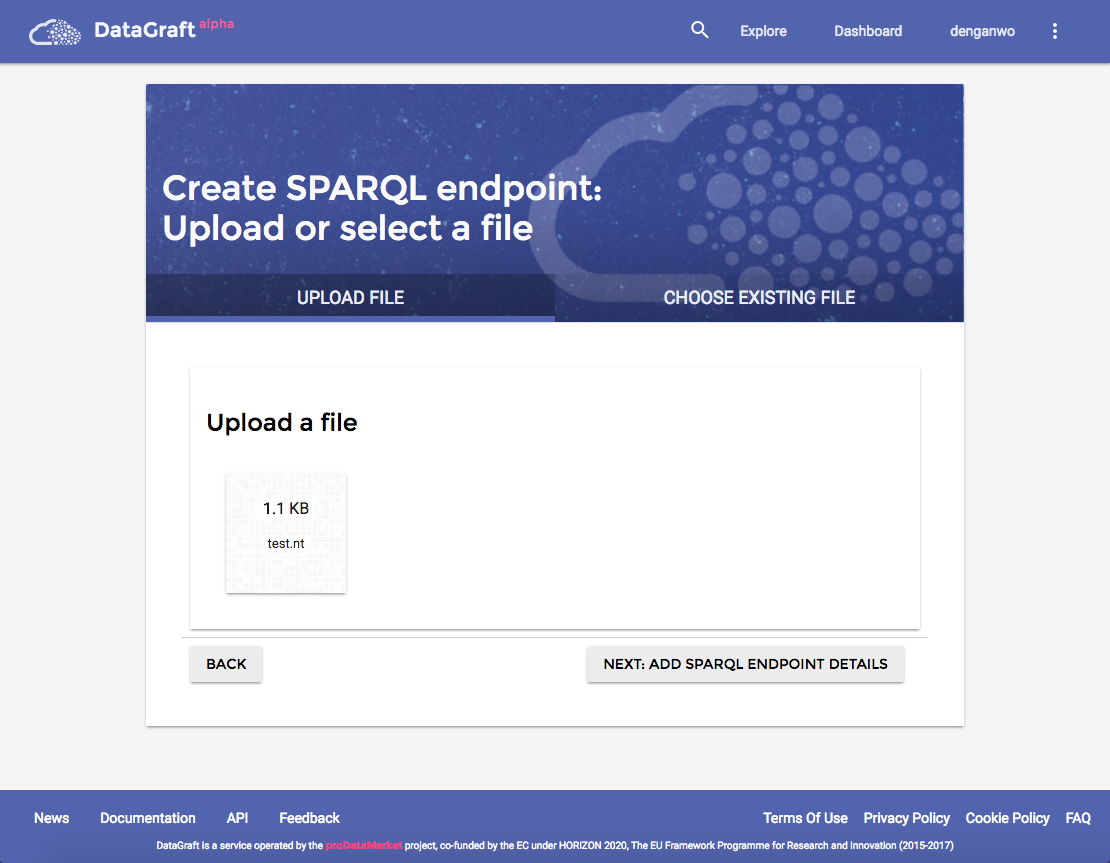 DataGraft alpha
Explore
Dashboard
denganwo
Create SPARQL endpoint:
Upload or select a file
UPLOAD FILE
CHOOSE EXISTING FILE
Upload a file
1.1 KB
test.nt
BACK
NEXT: ADD SPARQL ENDPOINT DETAILS
News
Documentation
API
Feedback
Terms Of Use
Privacy Policy
Cookie Policy
FAQ
DataGraft is a service operated by the proDataMarket project, co-funded by the EC under HORIZON 2020, The EU Framework Programme for Research and Innovation (2015-2017)